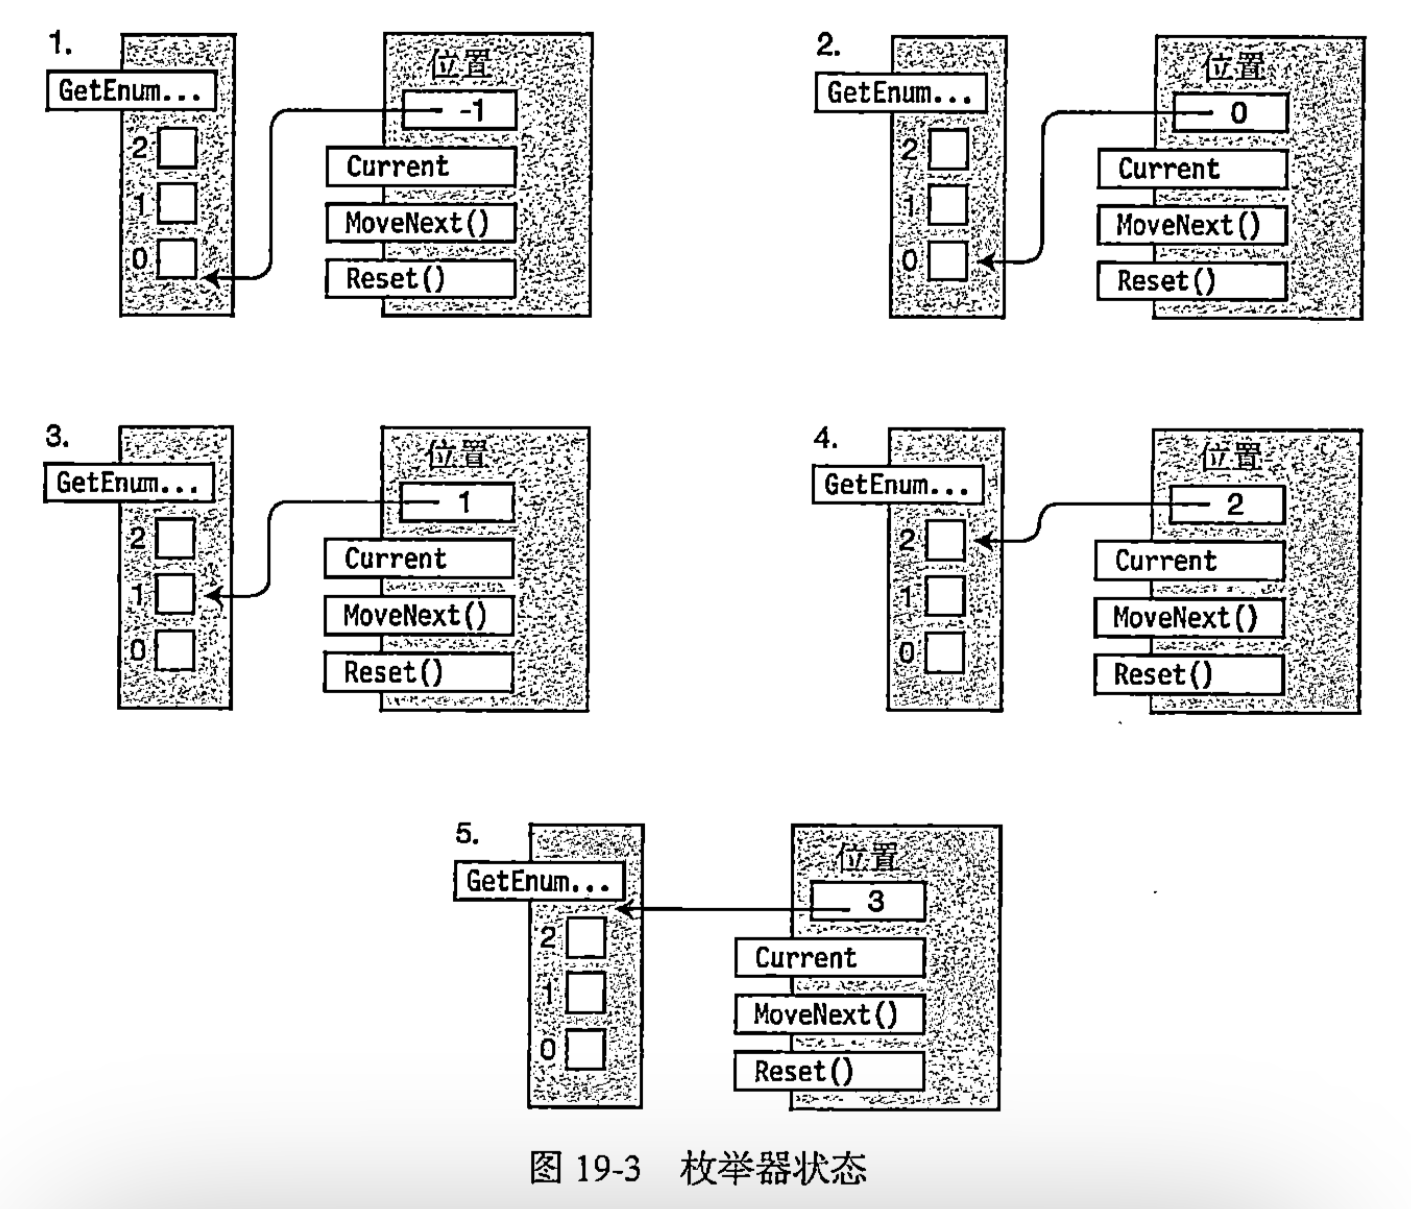 1.
GetEnum...
2
1
0
位置
-1
Current
MoveNext()
Reset()
2.
GetEnum...
2
1
0
位置
0
Current
MoveNext()
Reset()
3.
GetEnum...
2
1
0
位置
1
Current
MoveNext()
Reset()
4.
GetEnum...
2
1
0
位置
2
Current
MoveNext()
Reset()
5.
GetEnum...
2
1
0
位置
3
Current
MoveNext()
Reset()
图 19-3 枚举器状态